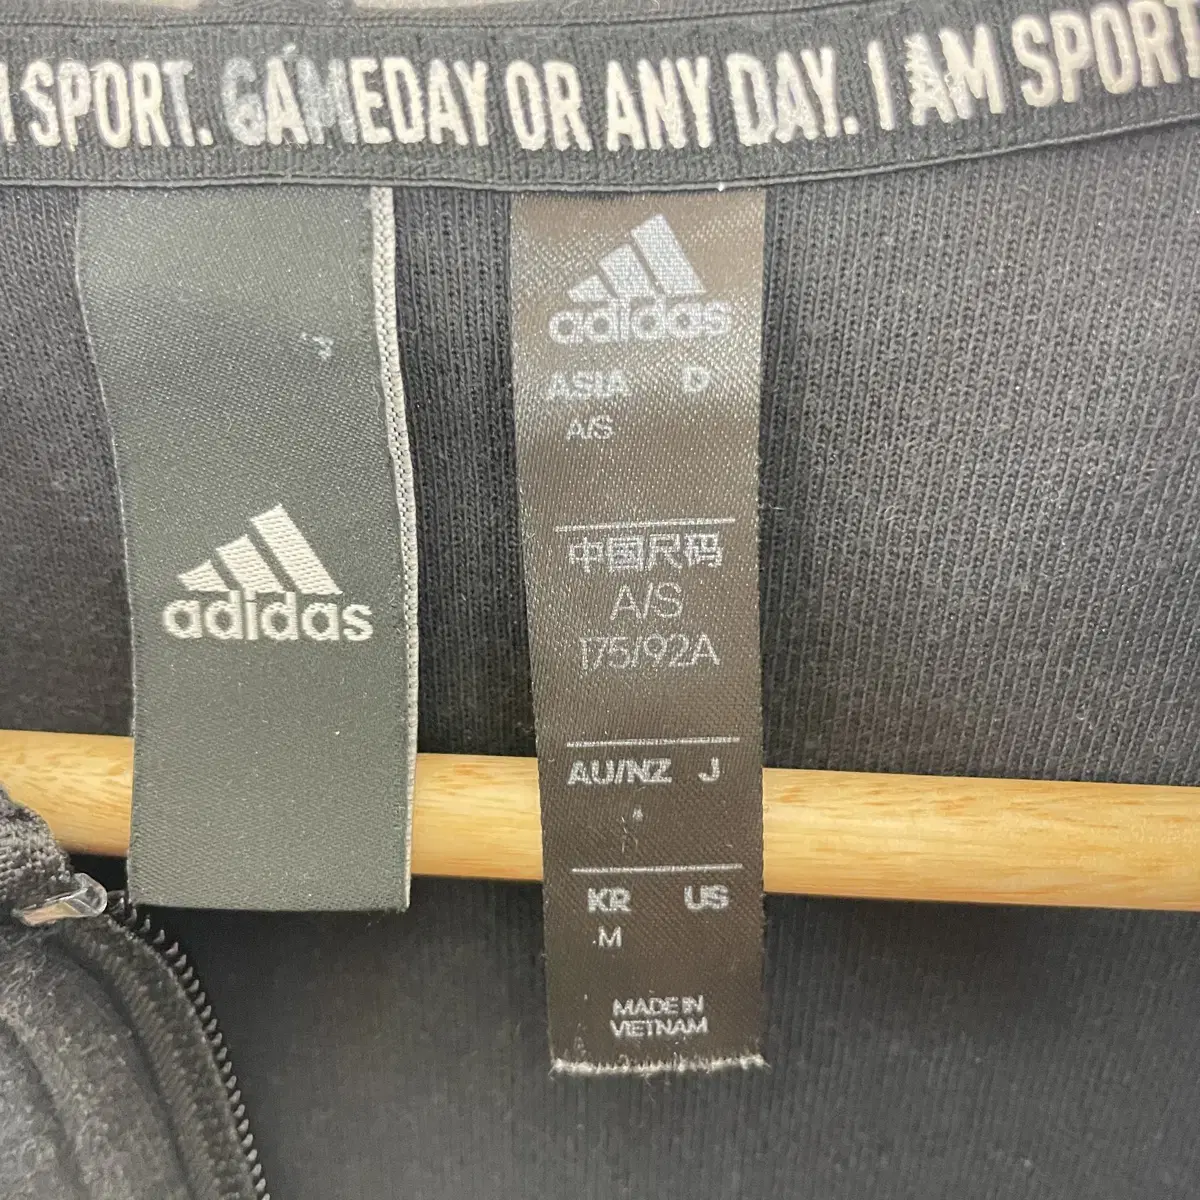 SPORT. GAMEDAY OR ANY DAY. I AM SPORT
adidas
adidas
ASIA D
A/S
中国尺码
A/S
175/92A
AU/NZ J
KR US
M
MADE IN
VIETNAM